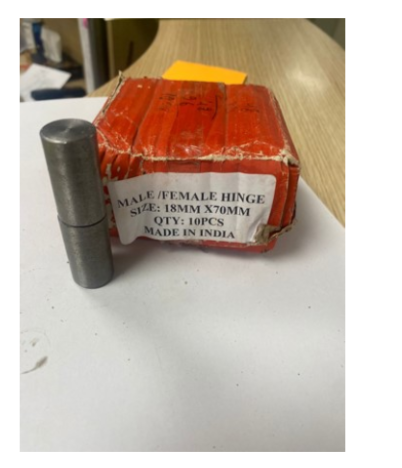 MALE /FEMALE HINGE
SIZE: 18MM X70MM
QTY: 10PCS
MADE IN INDIA